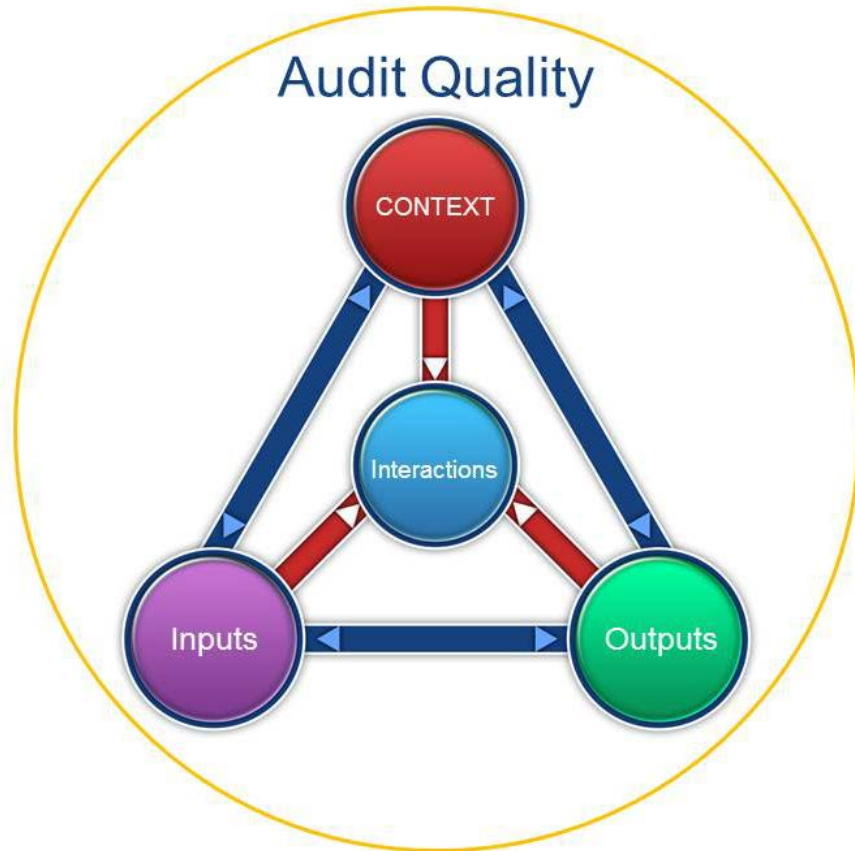 Audit Quality
CONTEXT
Interactions
Inputs
Outputs